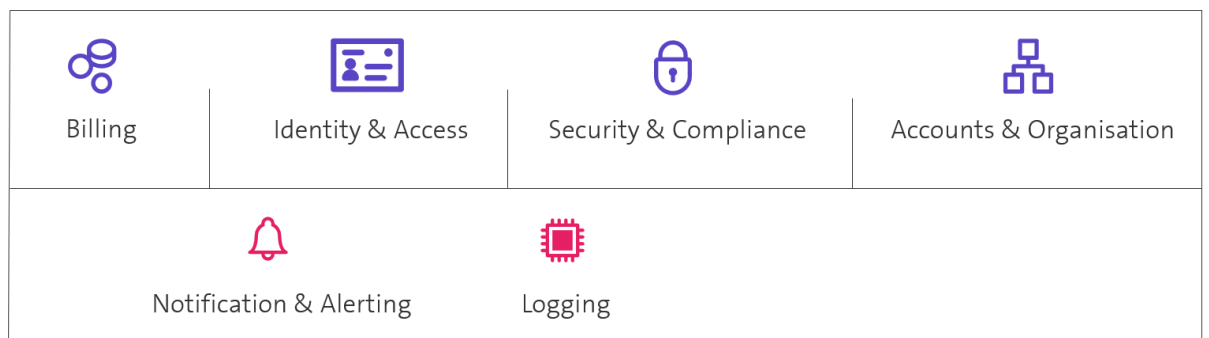 Billing
Identity & Access
Security & Compliance
Accounts & Organisation
Notification & Alerting
Logging